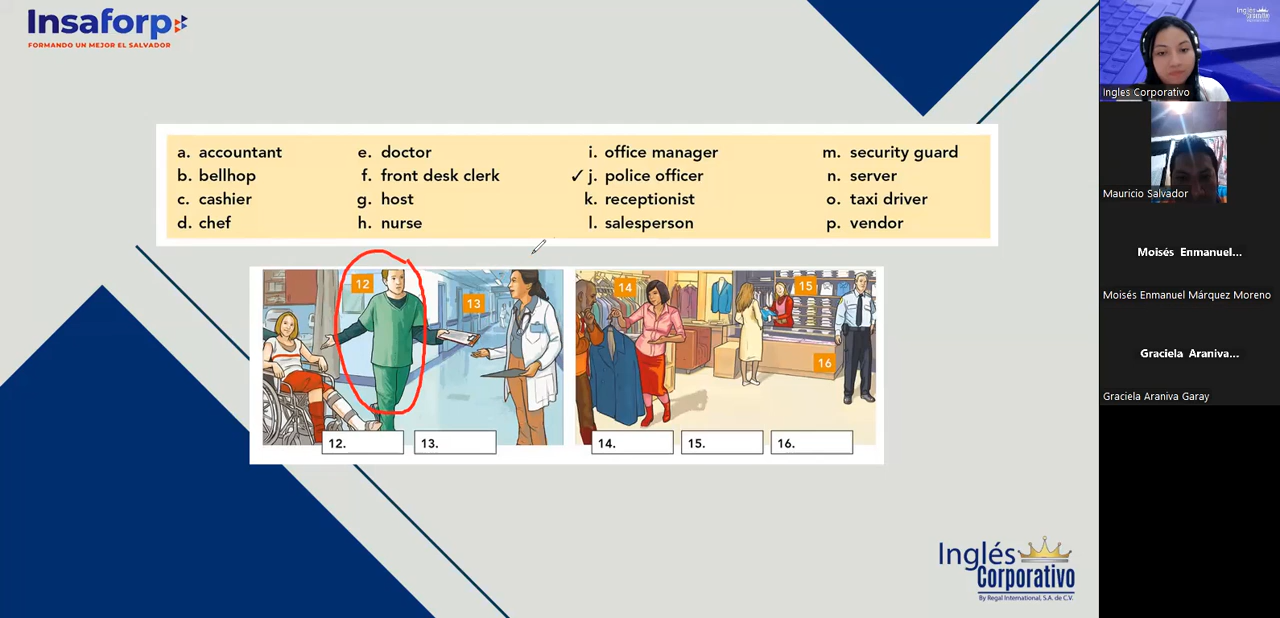 Insaforp
FORMANDO UN MEJOR EL SALVADOR
a. accountant
b. bellhop
c. cashier
d. chef
e. doctor
f. front desk clerk
g. host
h. nurse
i. office manager
✓ j. police officer
k. receptionist
l. salesperson
m. security guard
n. server
o. taxi driver
p. vendor
12
13
14
15
16
12.
13.
14.
15.
16.
Inglés
Corporativo
By Regal International, S.A. de C.V.
Ingles Corporativo
Mauricio Salvador
Moisés Enmanuel...
Moisés Enmanuel Márquez Moreno
Graciela Araniva...
Graciela Araniva Garay